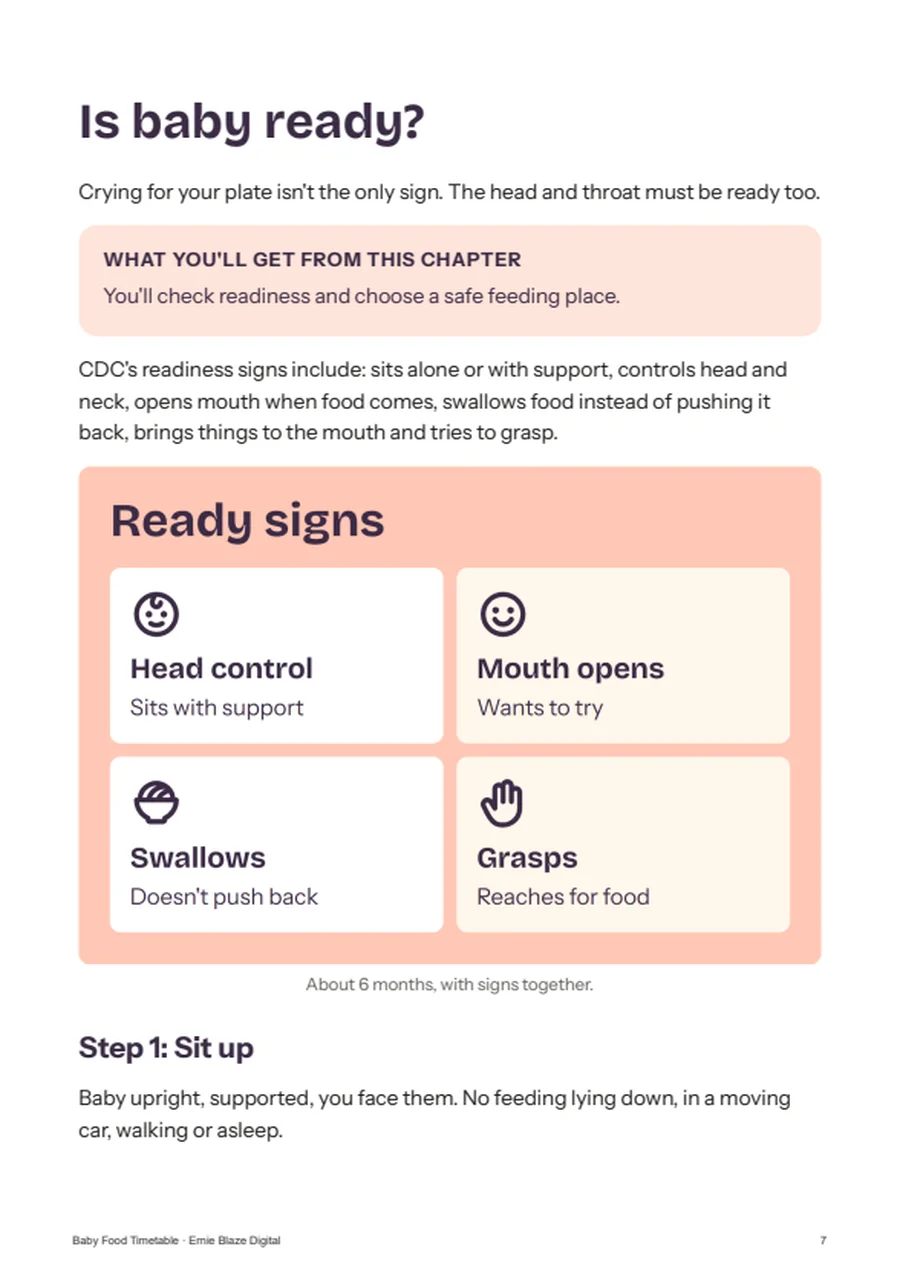 Is baby ready?
Crying for your plate isn't the only sign. The head and throat must be ready too.
WHAT YOU'LL GET FROM THIS CHAPTER
You'll check readiness and choose a safe feeding place.
CDC's readiness signs include: sits alone or with support, controls head and
neck, opens mouth when food comes, swallows food instead of pushing it
back, brings things to the mouth and tries to grasp.
Ready signs
Head control
Sits with support
Mouth opens
Wants to try
Swallows
Doesn't push back
Grasps
Reaches for food
About 6 months, with signs together.
Step 1: Sit up
Baby upright, supported, you face them. No feeding lying down, in a moving
car, walking or asleep.
Baby Food Timetable · Ernie Blaze Digital
7